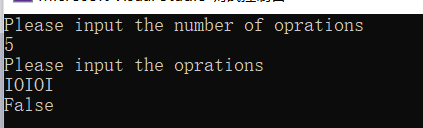 Please input the number of oprations
5
Please input the oprations
IOIOI
False